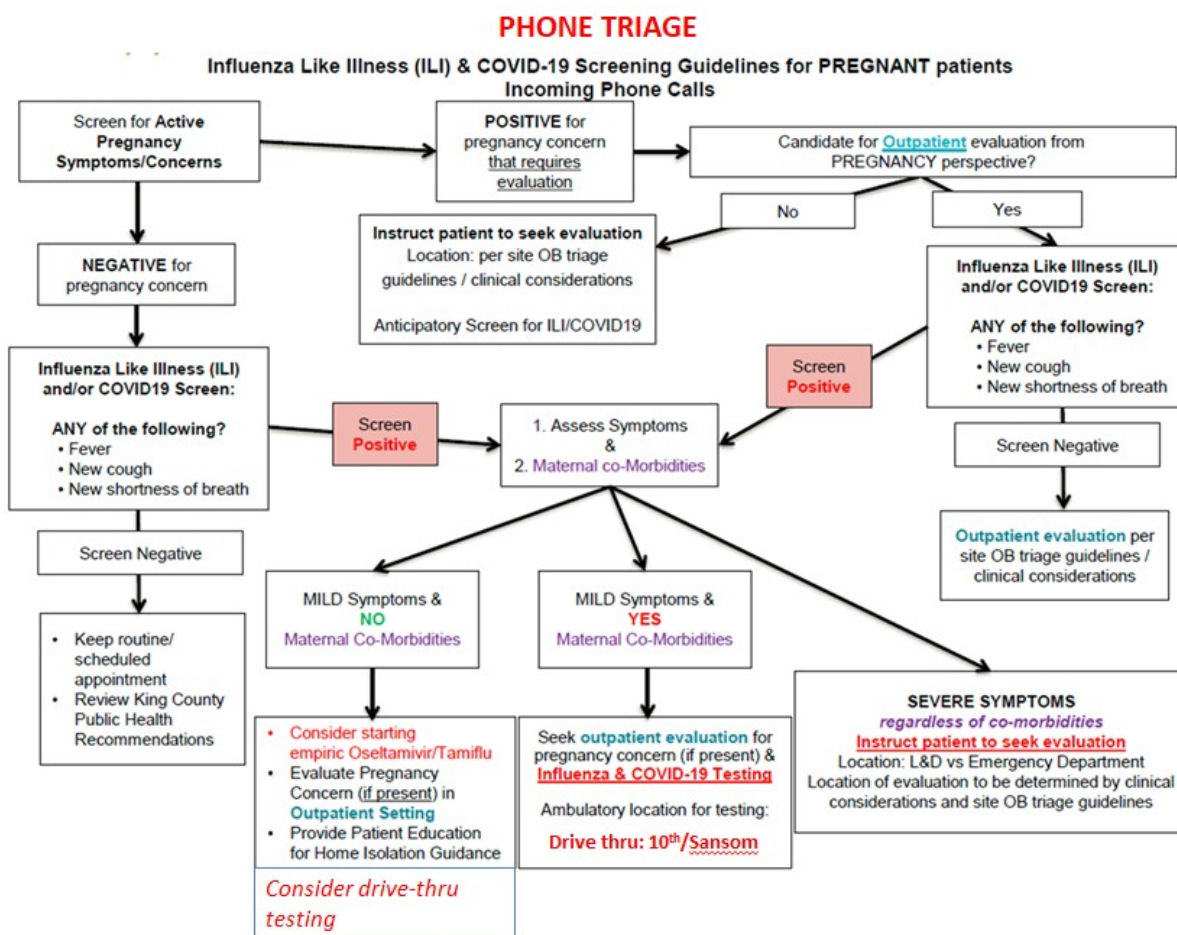 PHONE TRIAGE
Influenza Like Illness (ILI) & COVID-19 Screening Guidelines for PREGNANT patients
Incoming Phone Calls
Screen for Active
Pregnancy
Symptoms/Concerns
POSITIVE for
pregnancy concern
that requires
evaluation
Candidate for Outpatient evaluation from
PREGNANCY perspective?
No
Yes
Instruct patient to seek evaluation
Location: per site OB triage
guidelines / clinical considerations
Anticipatory Screen for ILI/COVID19
NEGATIVE for
pregnancy concern
Influenza Like Illness (ILI)
and/or COVID19 Screen:
ANY of the following?
• Fever
• New cough
• New shortness of breath
Influenza Like Illness (ILI)
and/or COVID19 Screen:
ANY of the following?
• Fever
• New cough
• New shortness of breath
Screen
Positive
Screen
Positive
1. Assess Symptoms
&
2. Maternal co-Morbidities
Screen Negative
Screen Negative
Outpatient evaluation per
site OB triage guidelines /
clinical considerations
• Keep routine/
scheduled
appointment
• Review King County
Public Health
Recommendations
MILD Symptoms &
NO
Maternal Co-Morbidities
MILD Symptoms &
YES
Maternal Co-Morbidities
SEVERE SYMPTOMS
regardless of co-morbidities
Instruct patient to seek evaluation
Location: L&D vs Emergency Department
Location of evaluation to be determined by clinical
considerations and site OB triage guidelines
• Consider starting
empiric Oseltamivir/Tamiflu
• Evaluate Pregnancy
Concern (if present) in
Outpatient Setting
• Provide Patient Education
for Home Isolation Guidance
Consider drive-thru
testing
Seek outpatient evaluation for
pregnancy concern (if present) &
Influenza & COVID-19 Testing
Ambulatory location for testing:
Drive thru: 10th/Sansom